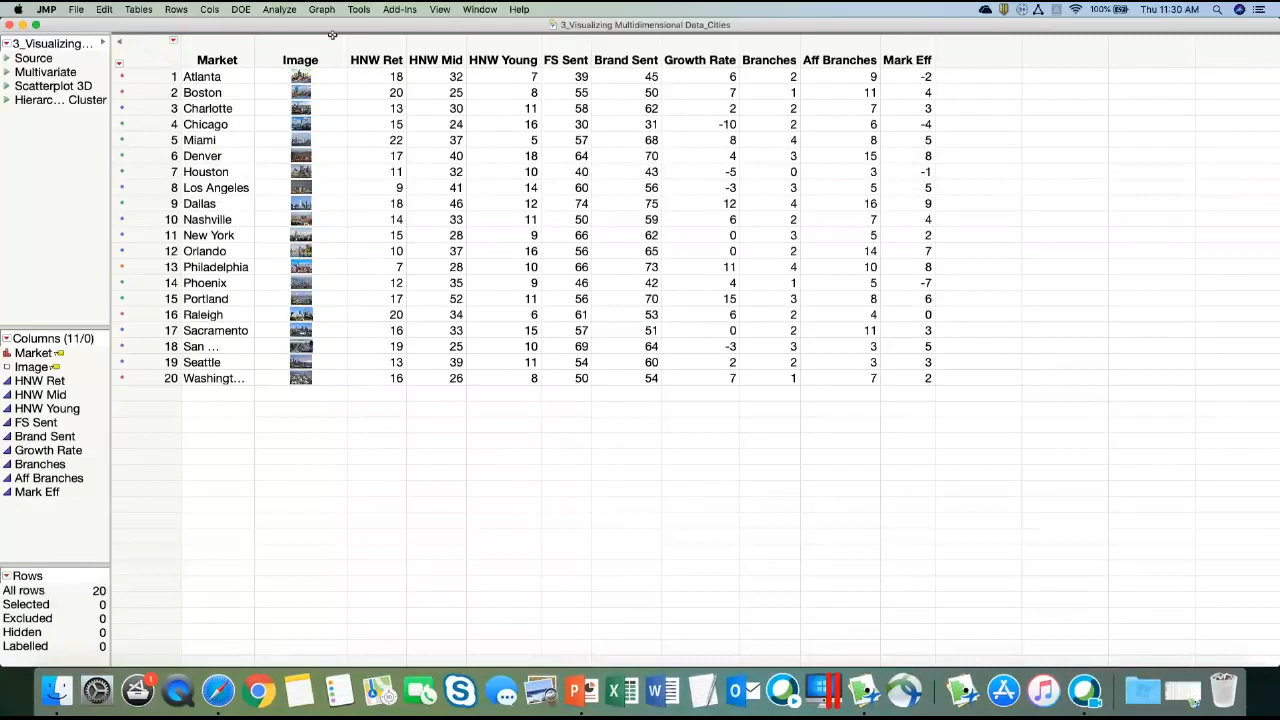 JMP File Edit Tables Rows Cols DOE Analyze Graph Tools Add-Ins View Window Help 100% Thu 11:30 AM
3_Visualizing Multidimensional Data_Cities
3_Visualizing...
Source
Multivariate
Scatterplot 3D
Hierarc... Cluster
Market Image HNW Ret HNW Mid HNW Young FS Sent Brand Sent Growth Rate Branches Aff Branches Mark Eff
1 Atlanta 18 32 7 39 45 6 2 9 -2
2 Boston 20 25 8 55 50 7 1 11 4
3 Charlotte 13 30 11 58 62 2 2 7 3
4 Chicago 15 24 16 30 31 -10 2 6 -4
5 Miami 22 37 5 57 68 8 4 8 5
6 Denver 17 40 18 64 70 4 3 15 8
7 Houston 11 32 10 40 43 -5 0 3 -1
8 Los Angeles 9 41 14 60 56 -3 3 5 5
9 Dallas 18 46 12 74 75 12 4 16 9
10 Nashville 14 33 11 50 59 6 2 7 4
11 New York 15 28 9 66 62 0 3 5 2
12 Orlando 10 37 16 56 65 0 2 14 7
13 Philadelphia 7 28 10 66 73 11 4 10 8
14 Phoenix 12 35 9 46 42 4 1 5 -7
15 Portland 17 52 11 56 70 15 3 8 6
16 Raleigh 20 34 6 61 53 6 2 4 0
17 Sacramento 16 33 15 57 51 0 2 11 3
18 San ... 19 25 10 69 64 -3 3 3 5
19 Seattle 13 39 11 54 60 2 2 3 3
20 Washingt... 16 26 8 50 54 7 1 7 2
Columns (11/0)
Market
Image
HNW Ret
HNW Mid
HNW Young
FS Sent
Brand Sent
Growth Rate
Branches
Aff Branches
Mark Eff
Rows
All rows 20
Selected 0
Excluded 0
Hidden 0
Labelled 0